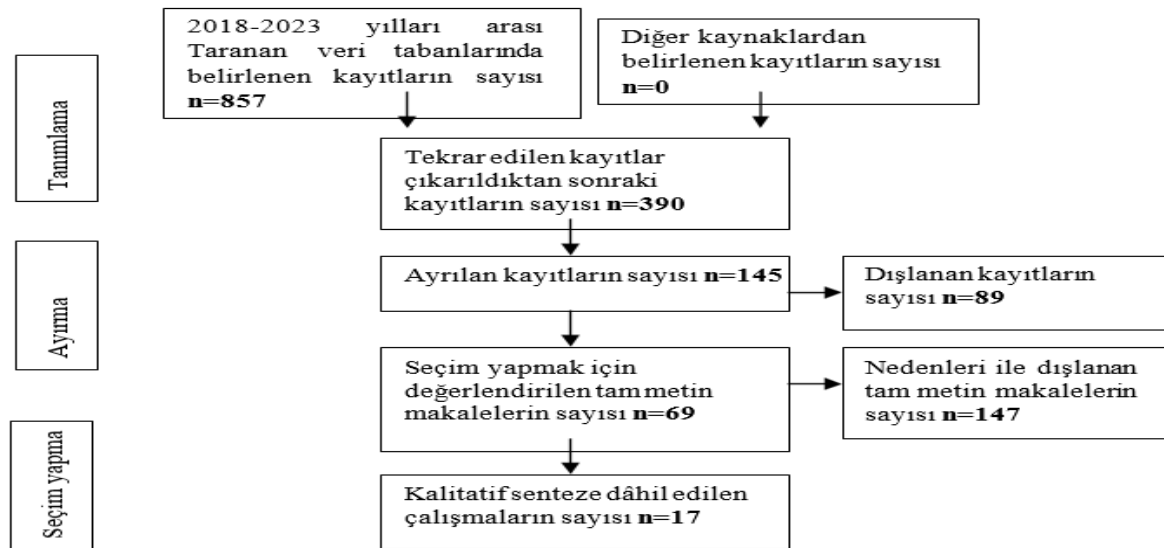 2018-2023 yılları arası
Taranan veri tabanlarında
belirlenen kayıtların sayısı
n=857
Diğer kaynaklardan
belirlenen kayıtların sayısı
n=0
Tanımlama
Tekrar edilen kayıtlar
çıkarıldıktan sonraki
kayıtların sayısı n=390
Ayırma
Ayrılan kayıtların sayısı n=145
Dışlanan kayıtların
sayısı n=89
Seçim yapmak için
değerlendirilen tam metin
makalelerin sayısı n=69
Nedenleri ile dışlanan
tam metin makalelerin
sayısı n=147
Seçim yapma
Kalitatif senteze dâhil edilen
çalışmaların sayısı n=17